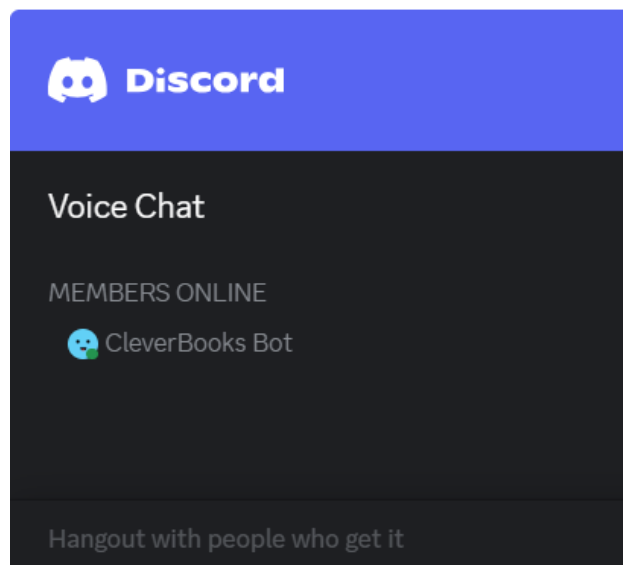 Discord
Voice Chat
MEMBERS ONLINE
CleverBooks Bot
Hangout with people who get it